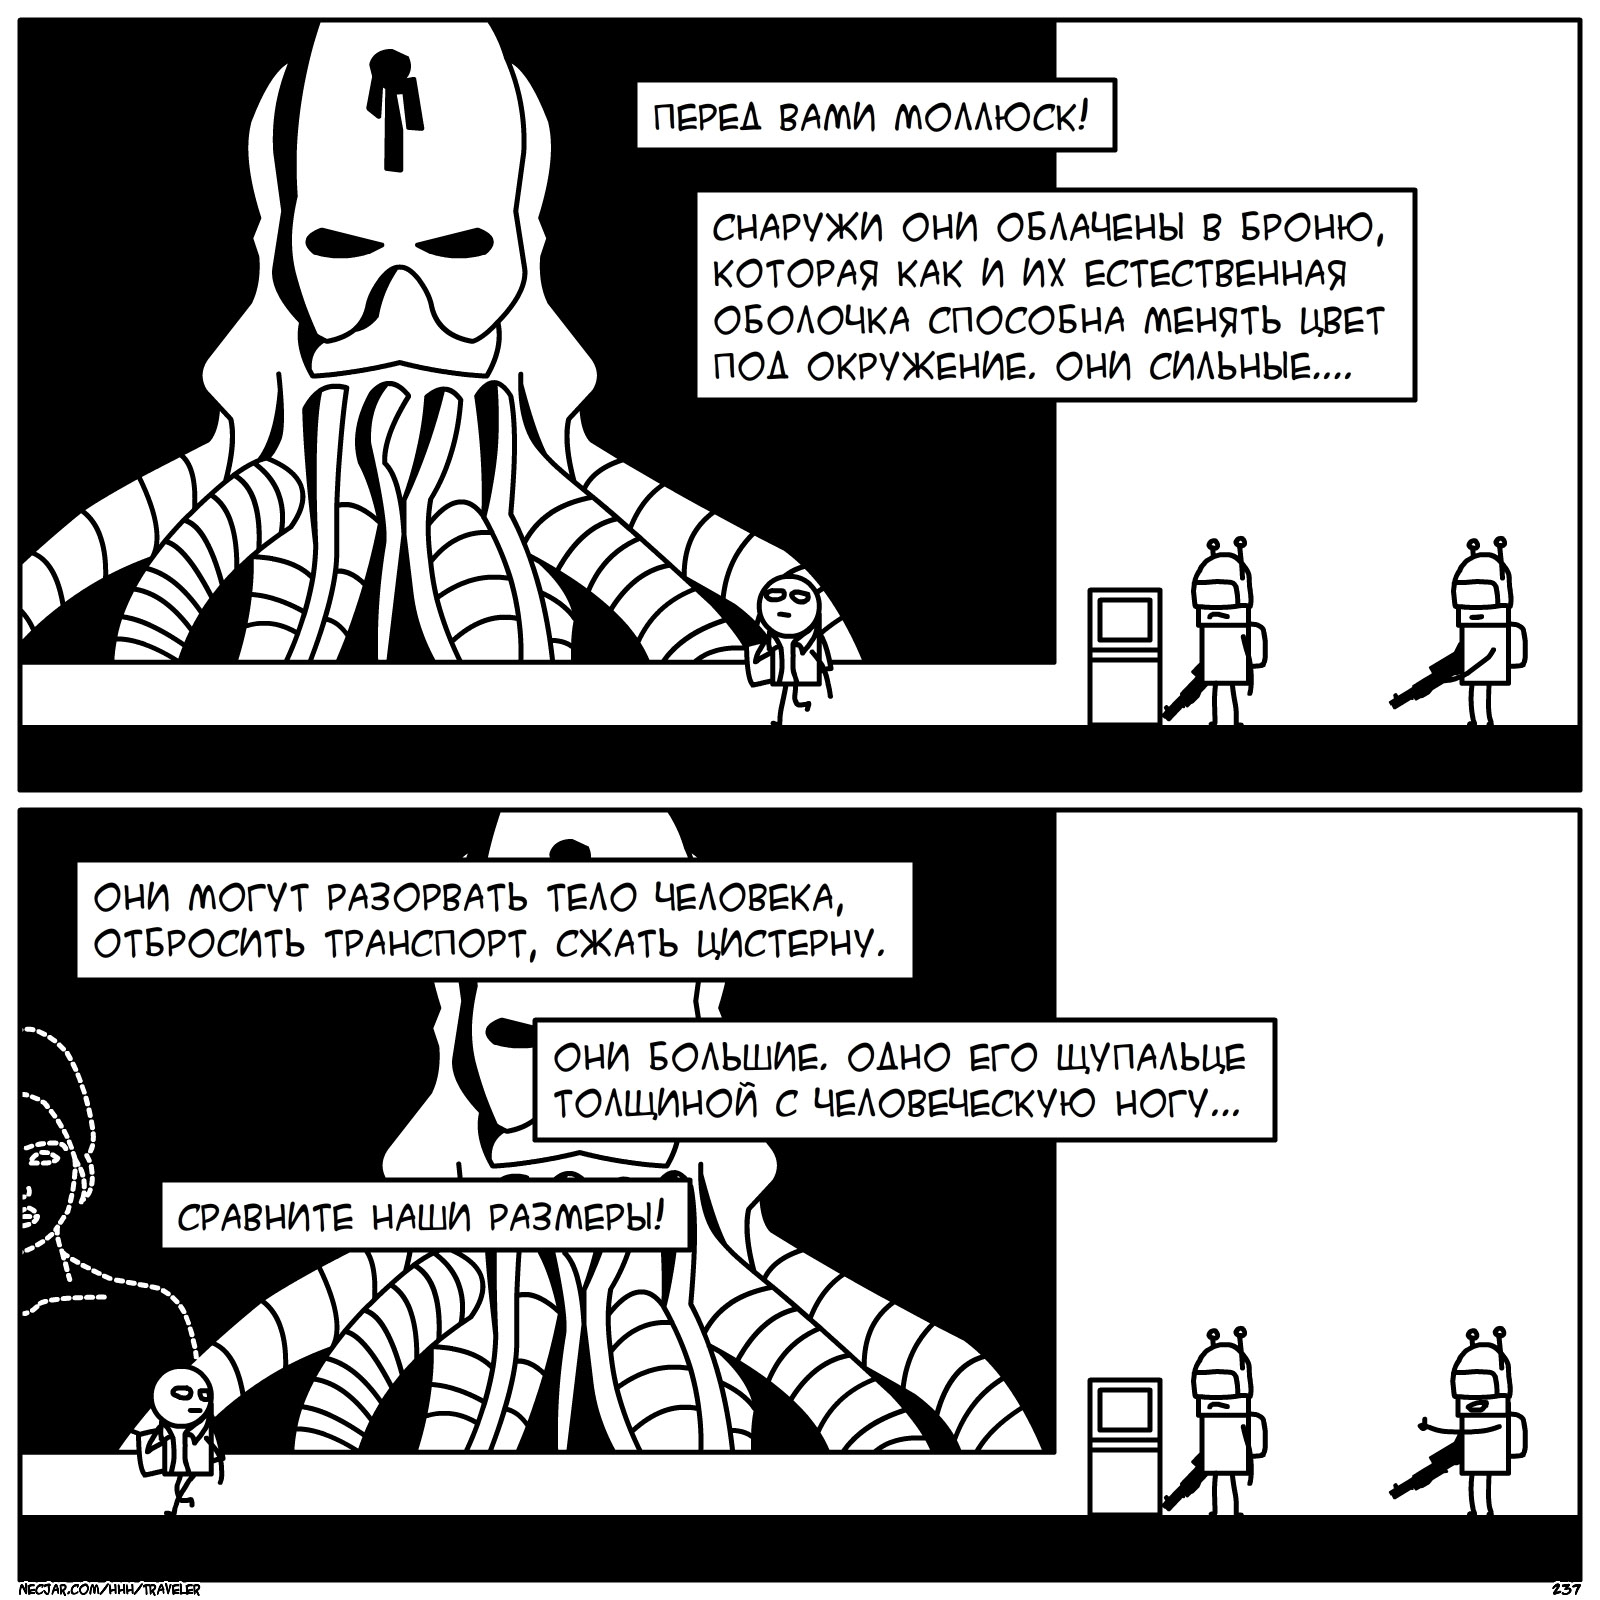 ПЕРЕД ВАМИ МОЛЛЮСК!
СНАРУЖИ ОНИ ОБЛАЧЕНЫ В БРОНЮ,
КОТОРАЯ КАК И ИХ ЕСТЕСТВЕННАЯ
ОБОЛОЧКА СПОСОБНА МЕНЯТЬ ЦВЕТ
ПОД ОКРУЖЕНИЕ. ОНИ СИЛЬНЫЕ....
ОНИ МОГУТ РАЗОРВАТЬ ТЕЛО ЧЕЛОВЕКА,
ОТБРОСИТЬ ТРАНСПОРТ, СЖАТЬ ЦИСТЕРНУ.
ОНИ БОЛЬШИЕ. ОДНО ЕГО ЩУПАЛЬЦЕ
ТОЛЩИНОЙ С ЧЕЛОВЕЧЕСКУЮ НОГУ...
СРАВНИТЕ НАШИ РАЗМЕРЫ!
NECJAR.COM/HHH/TRAVELER
237